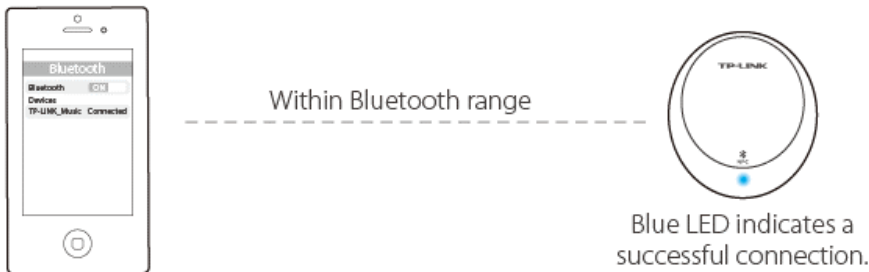 Bluetooth
Bluetooth ON
Devices
TP-LINK_Music Connected
Within Bluetooth range
TP-LINK
NFC
Blue LED indicates a
successful connection.